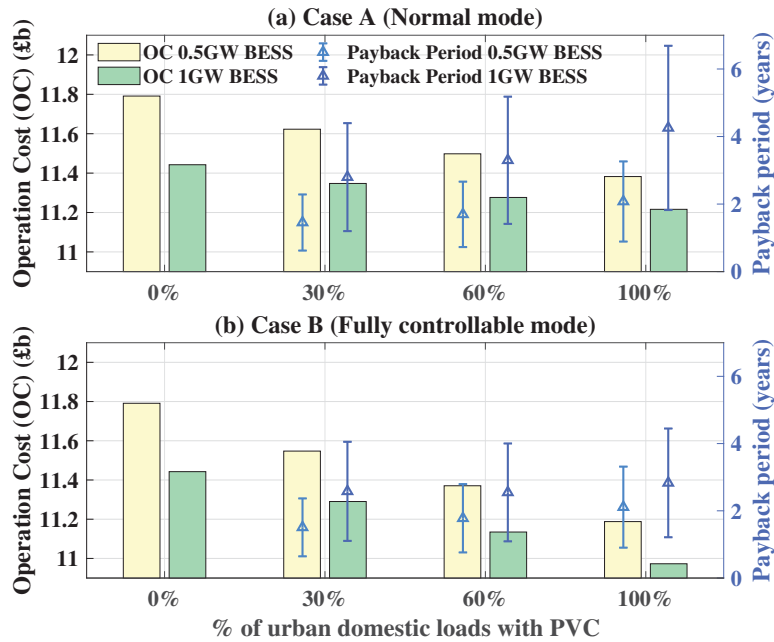 (a) Case A (Normal mode)
Operation Cost (OC) (£b)
12
11.8
11.6
11.4
11.2
11
OC 0.5GW BESS
OC 1GW BESS
Payback Period 0.5GW BESS
Payback Period 1GW BESS
6
4
2
0
Payback period (years)
0% 30% 60% 100%
(b) Case B (Fully controllable mode)
Operation Cost (OC) (£b)
12
11.8
11.6
11.4
11.2
11
6
4
2
0
Payback period (years)
0% 30% 60% 100%
% of urban domestic loads with PVC